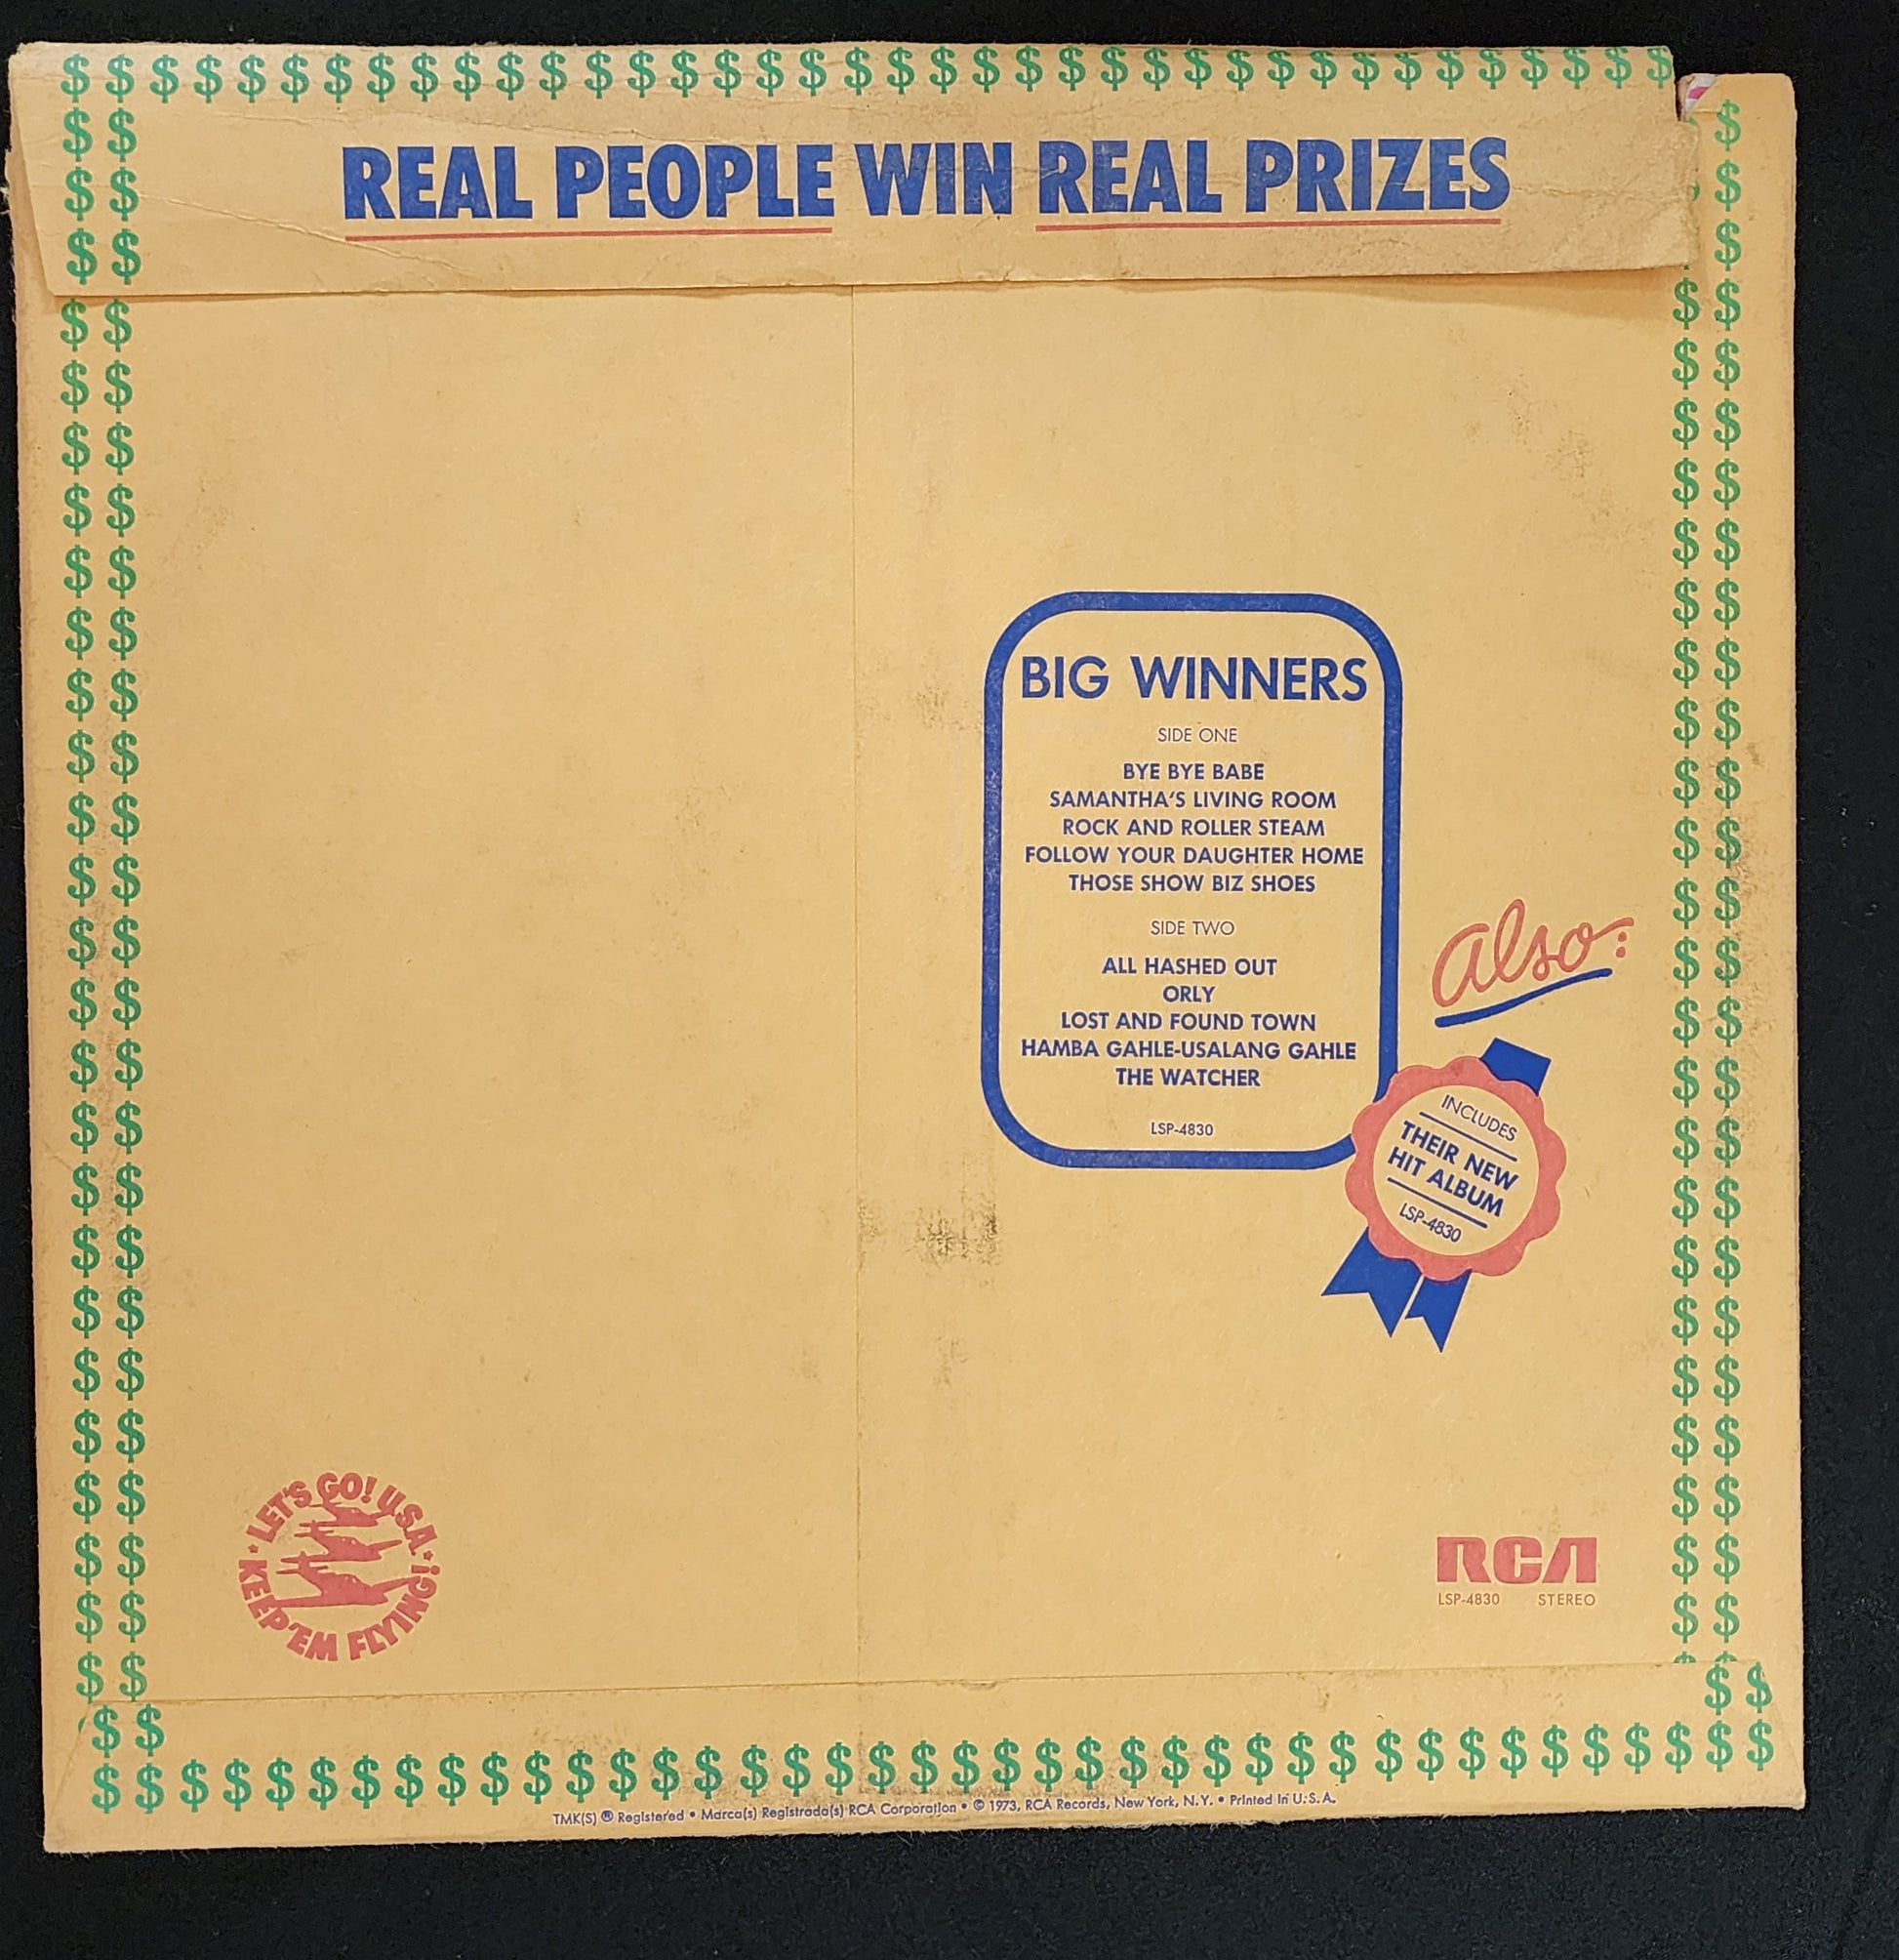 REAL PEOPLE WIN REAL PRIZES
BIG WINNERS
SIDE ONE
BYE BYE BABE
SAMANTHA'S LIVING ROOM
ROCK AND ROLLER STEAM
FOLLOW YOUR DAUGHTER HOME
THOSE SHOW BIZ SHOES
SIDE TWO
ALL HASHED OUT
ORLY
LOST AND FOUND TOWN
HAMBA GAHLE-USALANG GAHLE
THE WATCHER
LSP-4830
also:
INCLUDES
THEIR NEW
HIT ALBUM
LSP-4830
LET'S GO! U.S.A.
KEEP 'EM FLYING!
RCA
LSP-4830 STEREO
TMK(S) ® Registered • Marca(s) Registrada(s) RCA Corporation • © 1973, RCA Records, New York, N.Y. • Printed in U.S.A.